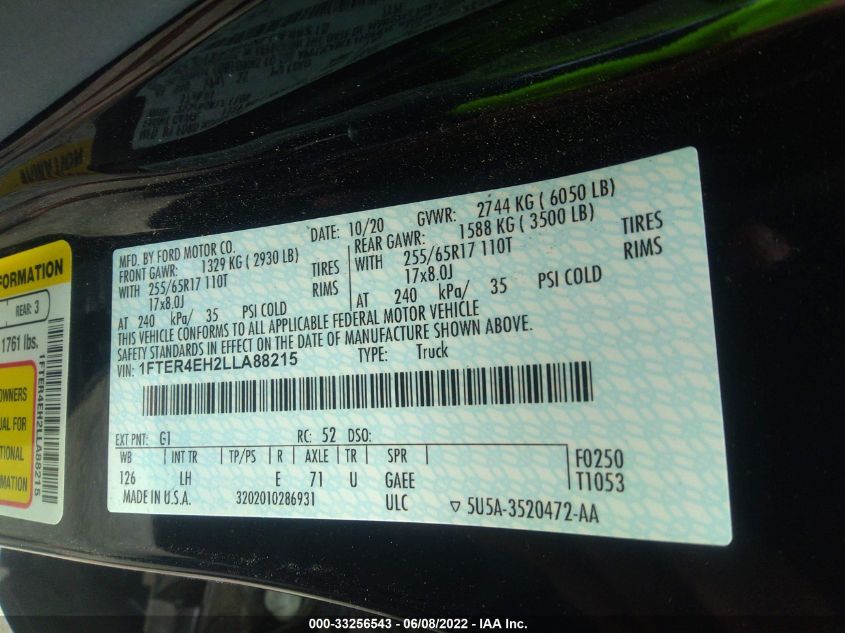 MFD. BY FORD MOTOR CO.
DATE: 10/20 GVWR: 2744 KG ( 6050 LB)
FRONT GAWR: 1329 KG ( 2930 LB)
REAR GAWR: 1588 KG ( 3500 LB)
WITH 255/65R17 110T TIRES
WITH 255/65R17 110T TIRES
17x8.0J RIMS
17x8.0J RIMS
AT 240 kPa/ 35 PSI COLD
AT 240 kPa/ 35 PSI COLD
THIS VEHICLE CONFORMS TO ALL APPLICABLE FEDERAL MOTOR VEHICLE
SAFETY STANDARDS IN EFFECT ON THE DATE OF MANUFACTURE SHOWN ABOVE.
VIN: 1FTER4EH2LLA88215 TYPE: Truck
EXT PNT: G1 RC: 52 DSO:
WB INT TR TP/PS R AXLE TR SPR
126 LH E 71 U GAEE
F0250
T1053
MADE IN U.S.A. 3202010286931 ULC ▽ 5U5A-3520472-AA
FORMATION
REAR: 3
1761 lbs.
OWNERS
FOR
1FTER4EH2LLA88215
000-33256543 - 06/08/2022 - IAA Inc.